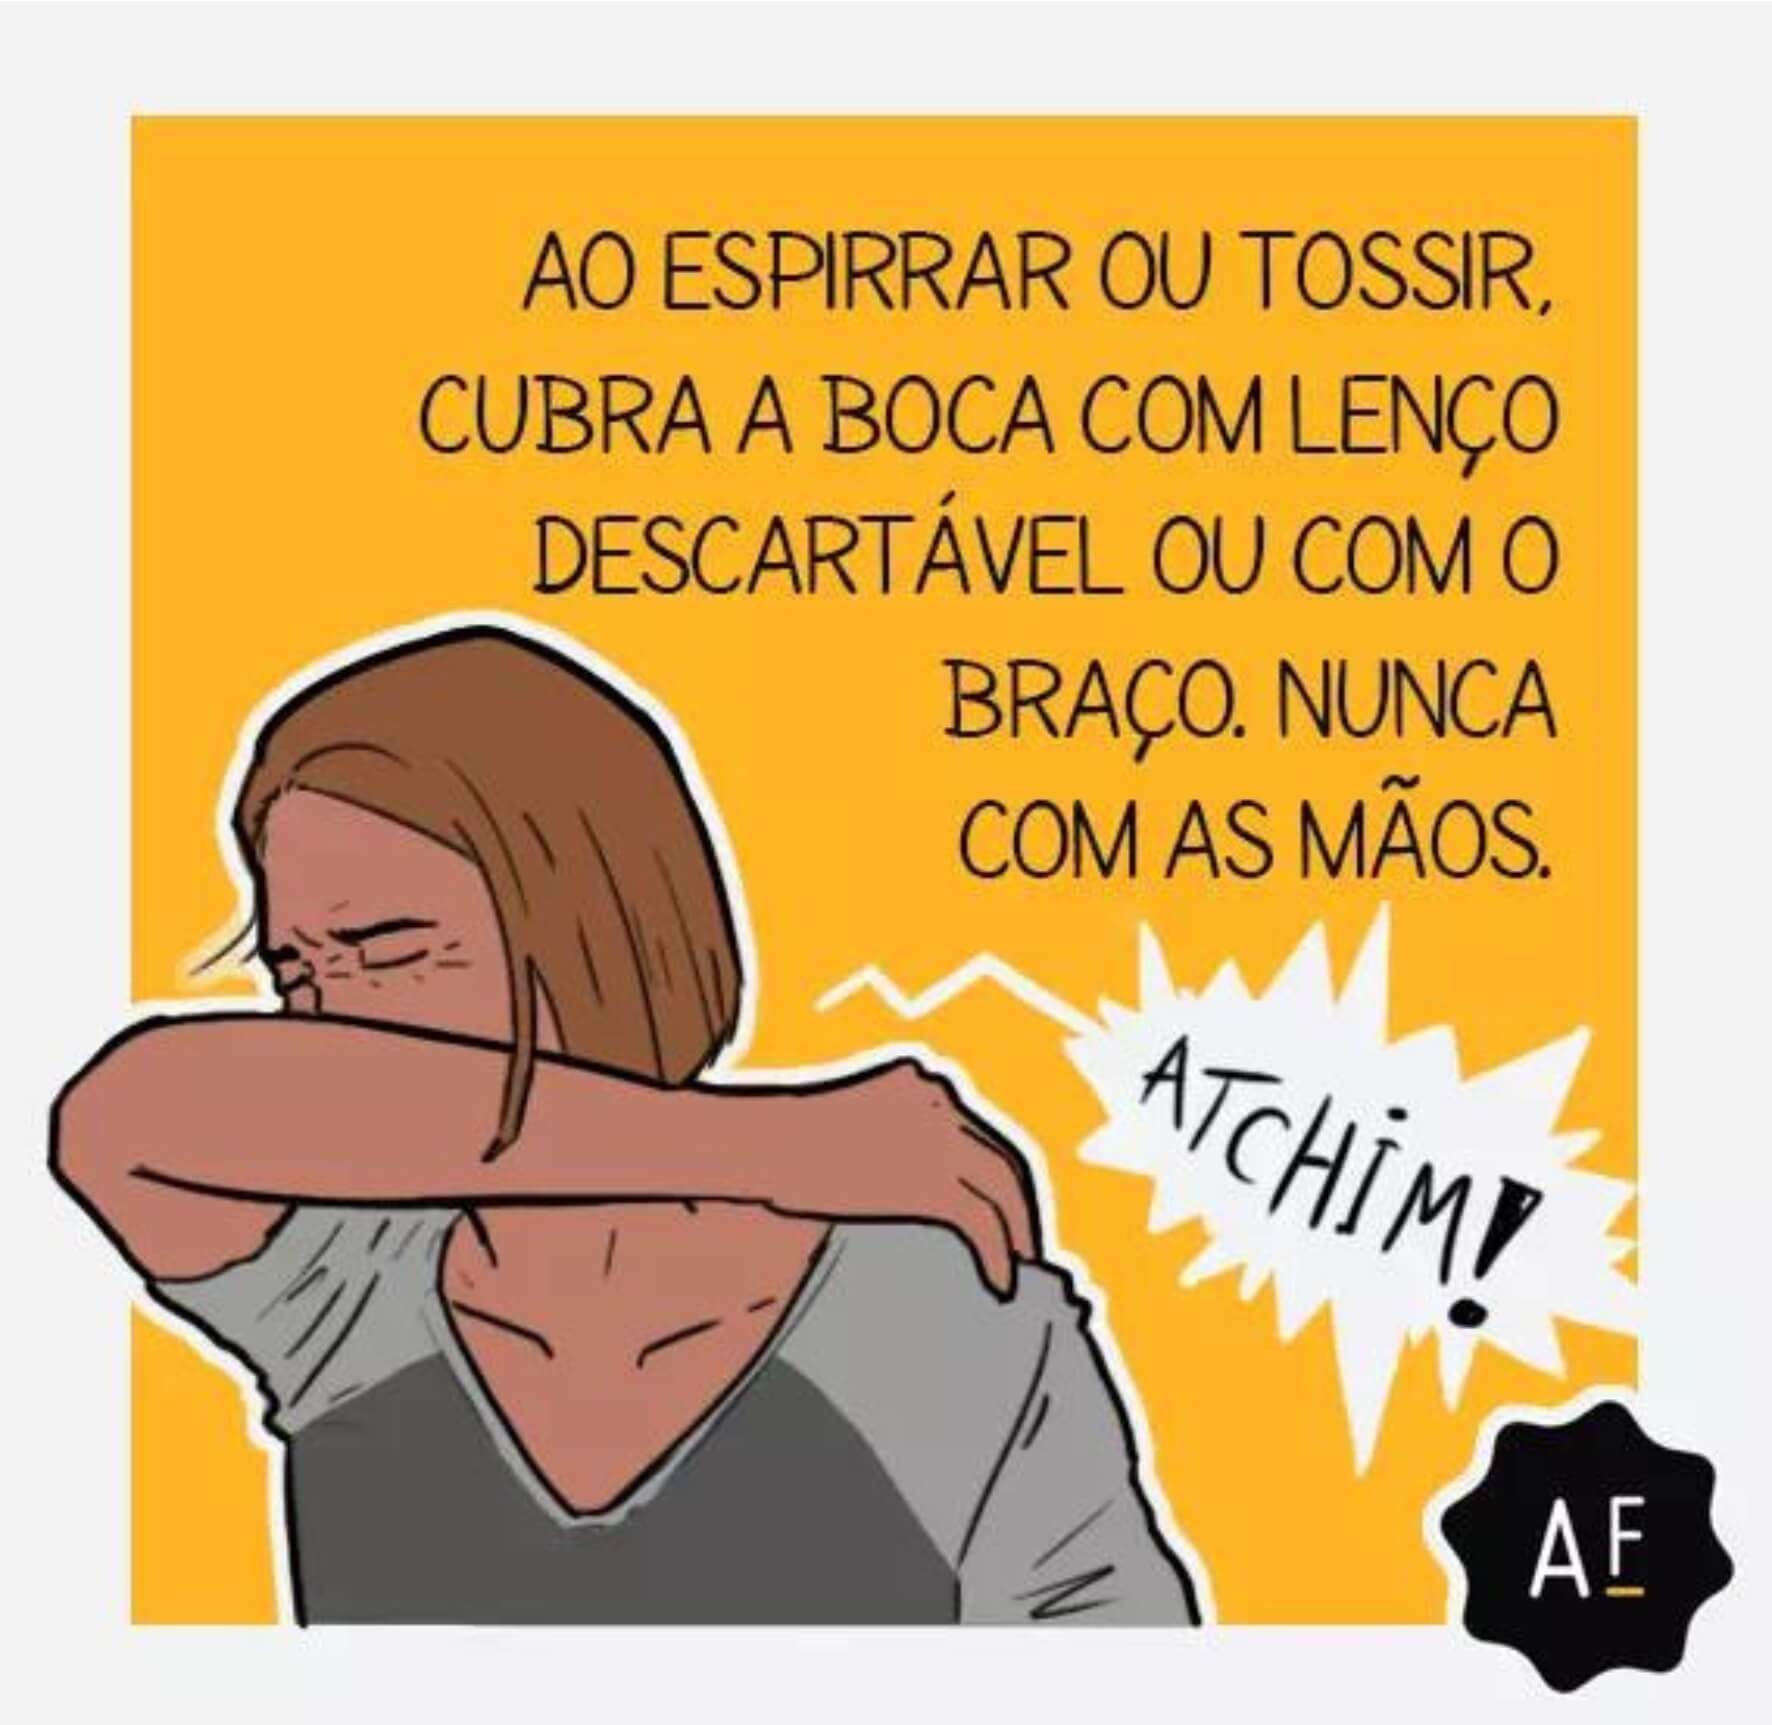 AO ESPIRRAR OU TOSSIR,
CUBRA A BOCA COM LENÇO
DESCARTÁVEL OU COM O
BRAÇO. NUNCA
COM AS MÃOS.
ATCHIM!
AF